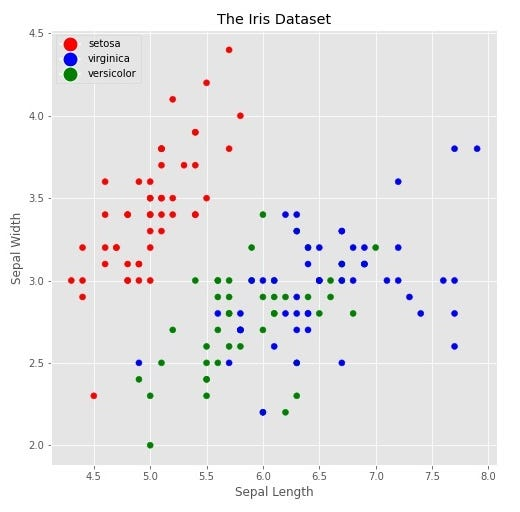 The Iris Dataset
setosa
virginica
versicolor
4.5
4.0
3.5
3.0
2.5
2.0
Sepal Width
4.5 5.0 5.5 6.0 6.5 7.0 7.5 8.0
Sepal Length